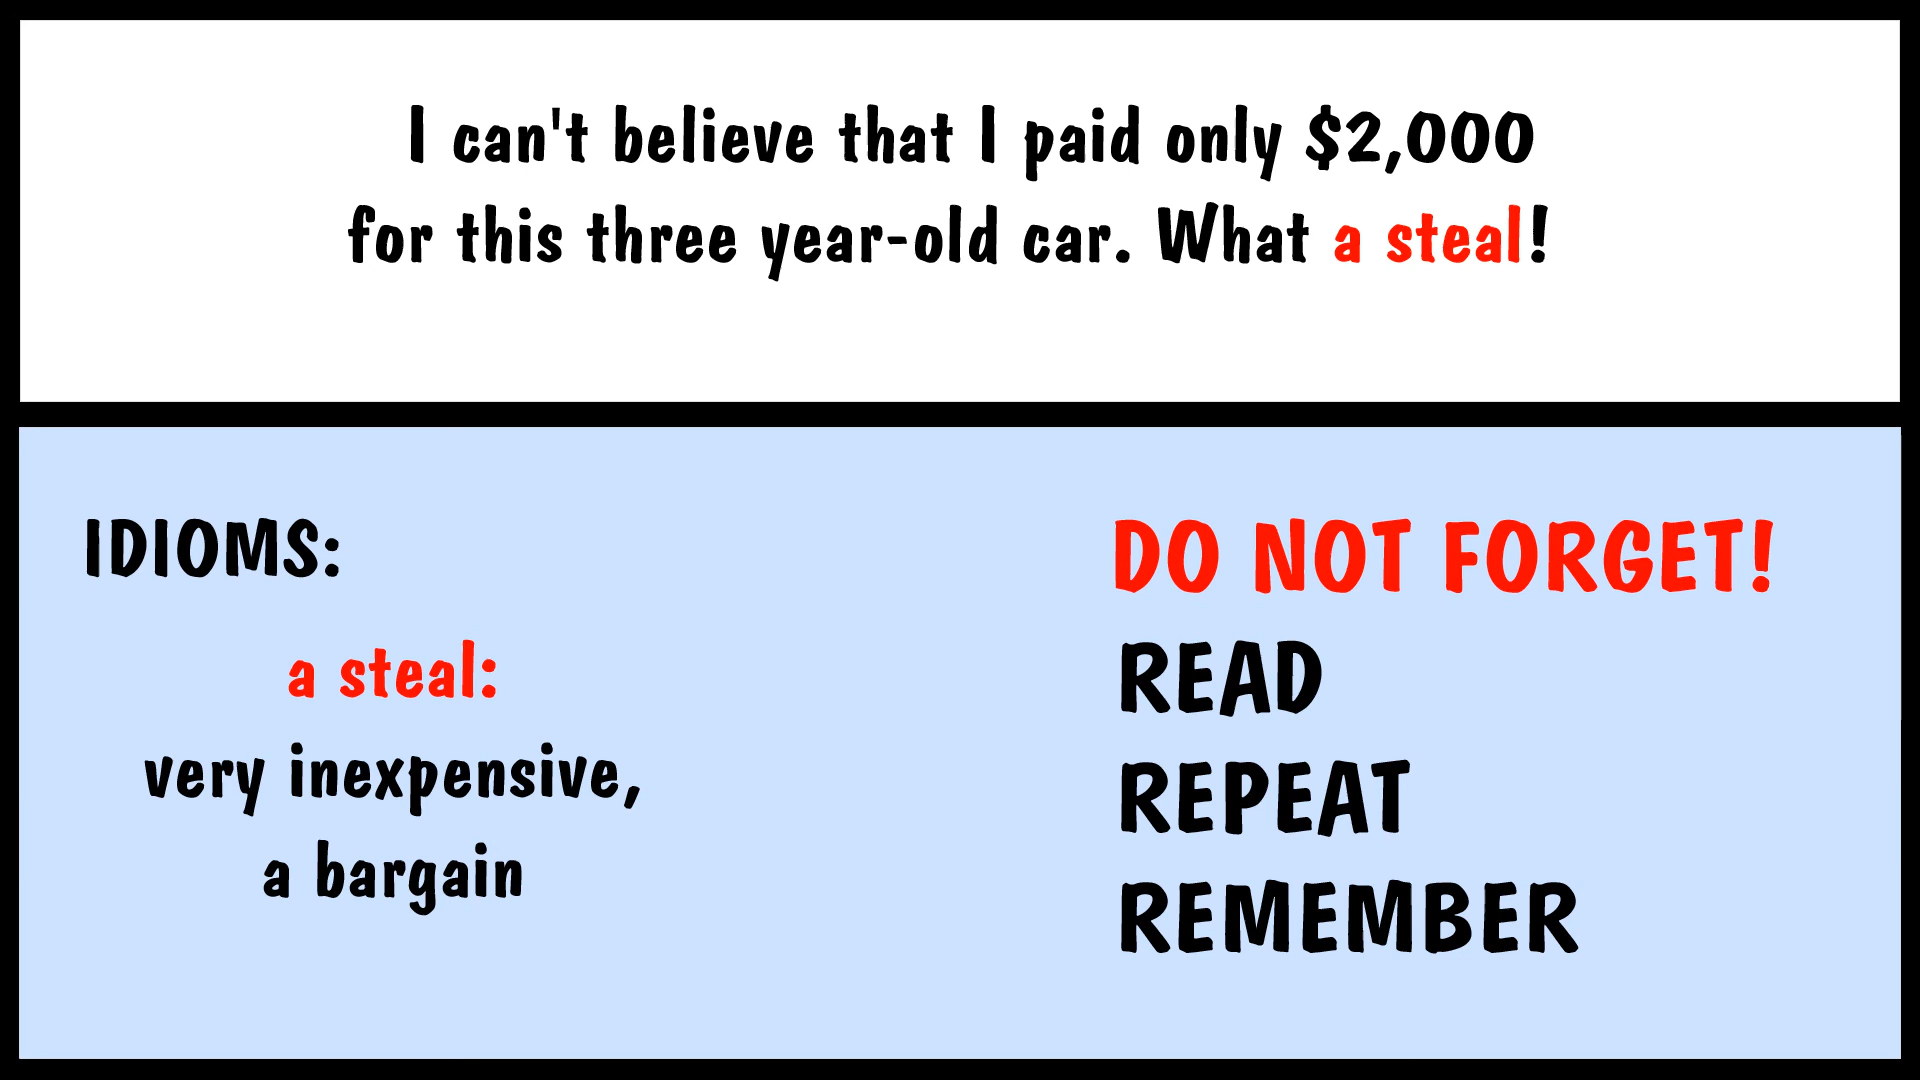 I can't believe that I paid only $2,000
for this three year-old car. What a steal!
IDIOMS:
a steal:
very inexpensive,
a bargain
DO NOT FORGET!
READ
REPEAT
REMEMBER